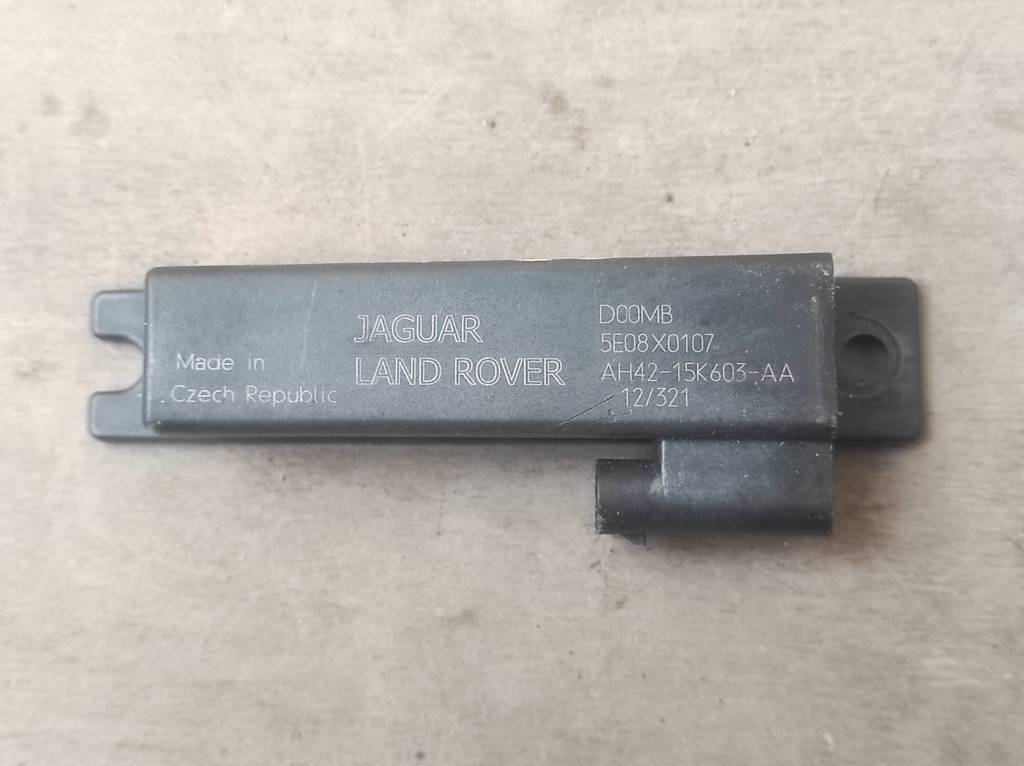 Made in
Czech Republic
JAGUAR
LAND ROVER
D00MB
5E08X0107
AH42-15K603-AA
12/321